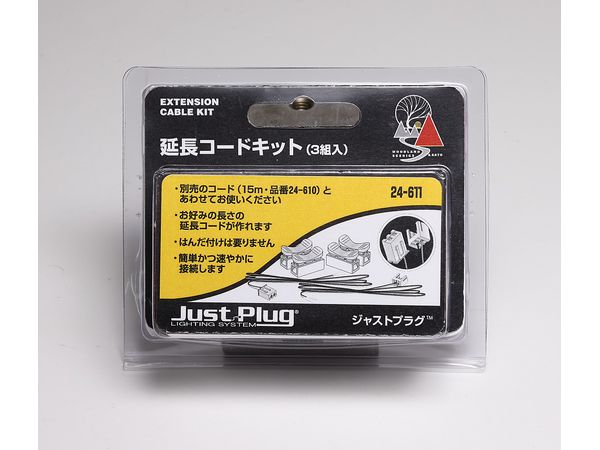 EXTENSION
CABLE KIT
延長コードキット（3組入）
WOODLAND
SCENICS
KATO
・別売のコード（15m・品番24-610）と
あわせてお使いください
24-611
・お好みの長さの
延長コードが作れます
・はんだ付けは要りません
・簡単かつ速やかに
接続します
Just Plug®
LIGHTING SYSTEM
ジャストプラグ™